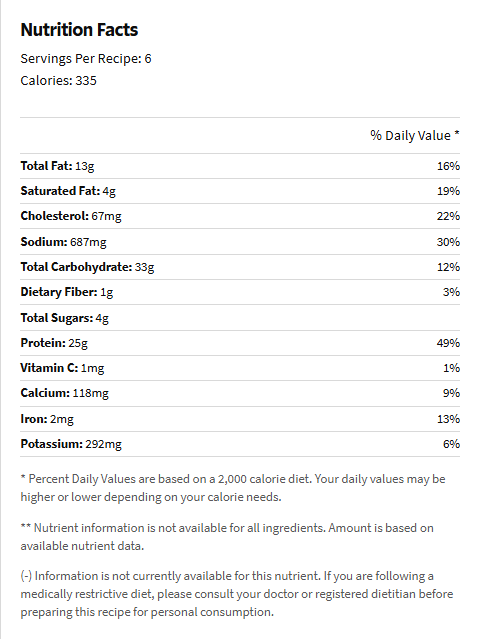 Nutrition Facts
Servings Per Recipe: 6
Calories: 335
% Daily Value *
Total Fat: 13g 16%
Saturated Fat: 4g 19%
Cholesterol: 67mg 22%
Sodium: 687mg 30%
Total Carbohydrate: 33g 12%
Dietary Fiber: 1g 3%
Total Sugars: 4g
Protein: 25g 49%
Vitamin C: 1mg 1%
Calcium: 118mg 9%
Iron: 2mg 13%
Potassium: 292mg 6%
* Percent Daily Values are based on a 2,000 calorie diet. Your daily values may be
higher or lower depending on your calorie needs.
** Nutrient information is not available for all ingredients. Amount is based on
available nutrient data.
(-) Information is not currently available for this nutrient. If you are following a
medically restrictive diet, please consult your doctor or registered dietitian before
preparing this recipe for personal consumption.